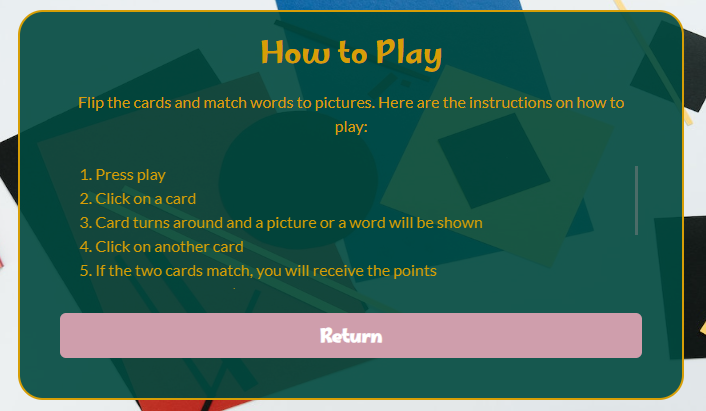 How to Play
Flip the cards and match words to pictures. Here are the instructions on how to
play:
1. Press play
2. Click on a card
3. Card turns around and a picture or a word will be shown
4. Click on another card
5. If the two cards match, you will receive the points
Return